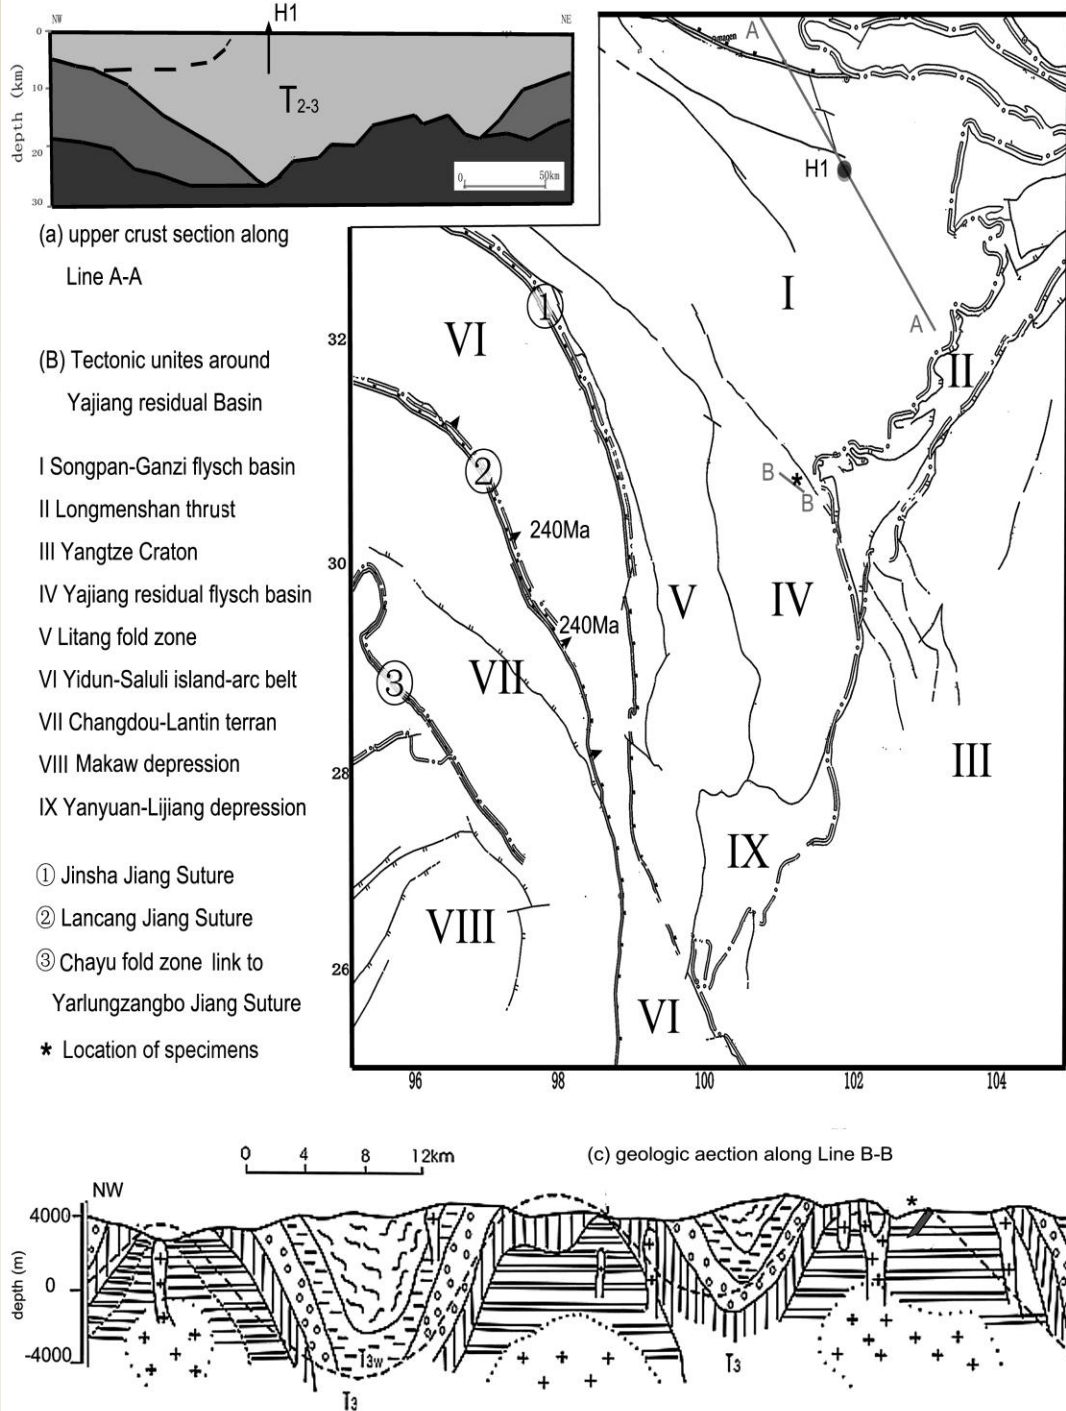 NW
H1
NE
0
10
20
30
depth (km)
T2-3
0
50km
(a) upper crust section along
Line A-A
(B) Tectonic unites around
Yajiang residual Basin
I Songpan-Ganzi flysch basin
II Longmenshan thrust
III Yangtze Craton
IV Yajiang residual flysch basin
V Litang fold zone
VI Yidun-Saluli island-arc belt
VII Changdou-Lantin terran
VIII Makaw depression
IX Yanyuan-Lijiang depression
① Jinsha Jiang Suture
② Lancang Jiang Suture
③ Chayu fold zone link to
Yarlungzangbo Jiang Suture
* Location of specimens
A
H1
I
A
II
1
VI
32
2
B
*
B
240Ma
30
V
IV
240Ma
3
VII
28
III
IX
VIII
26
VI
96
98
100
102
104
0 4 8 12km
(c) geologic aection along Line B-B
NW
*
4000
0
-4000
depth (m)
T3w
T3
T3